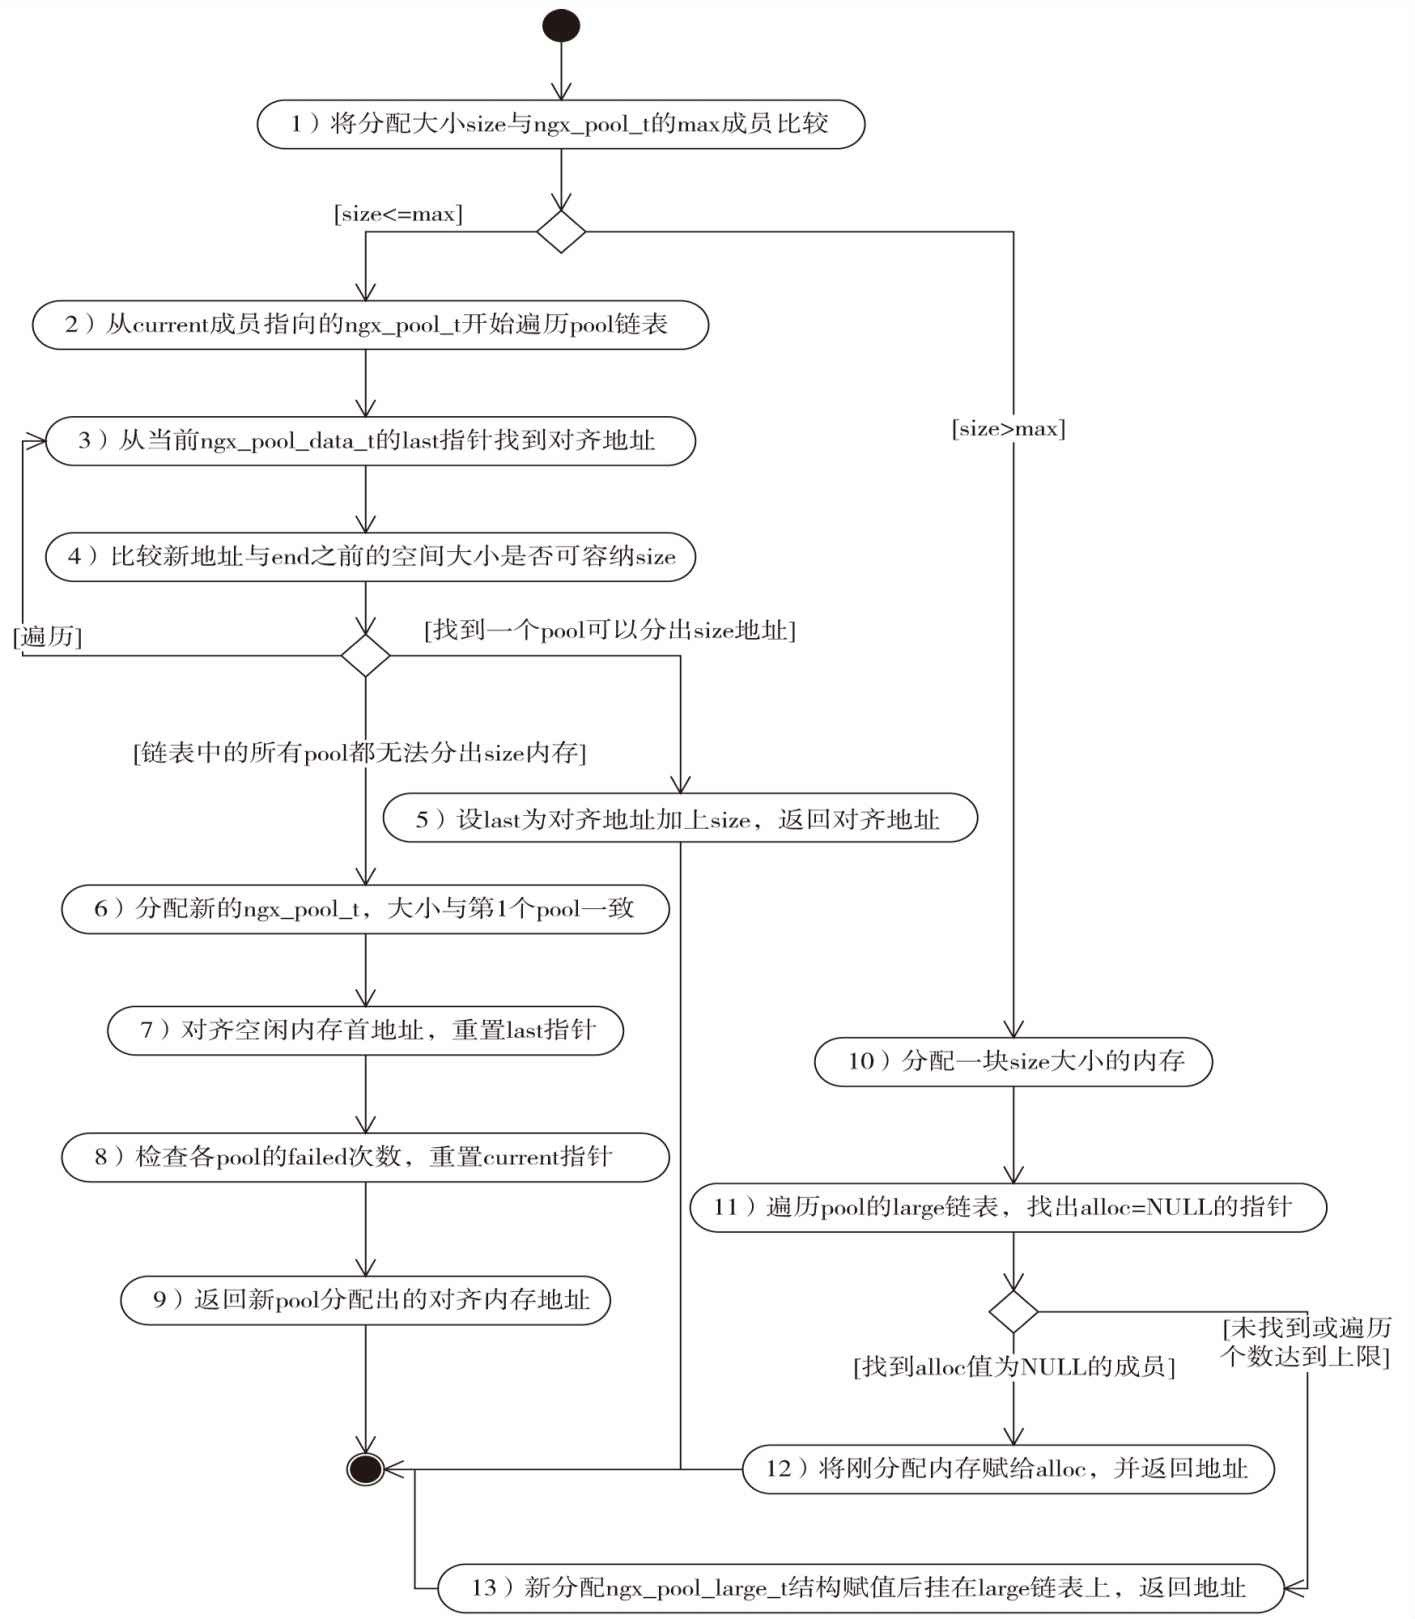 1）将分配大小size与ngx_pool_t的max成员比较
[size<=max]
2）从current成员指向的ngx_pool_t开始遍历pool链表
[size>max]
3）从当前ngx_pool_data_t的last指针找到对齐地址
4）比较新地址与end之前的空间大小是否可容纳size
[遍历]
[找到一个pool可以分出size地址]
[链表中的所有pool都无法分出size内存]
5）设last为对齐地址加上size，返回对齐地址
6）分配新的ngx_pool_t，大小与第1个pool一致
7）对齐空闲内存首地址，重置last指针
10）分配一块size大小的内存
8）检查各pool的failed次数，重置current指针
11）遍历pool的large链表，找出alloc=NULL的指针
9）返回新pool分配出的对齐内存地址
[未找到或遍历
个数达到上限]
[找到alloc值为NULL的成员]
12）将刚分配内存赋给alloc，并返回地址
13）新分配ngx_pool_large_t结构赋值后挂在large链表上，返回地址